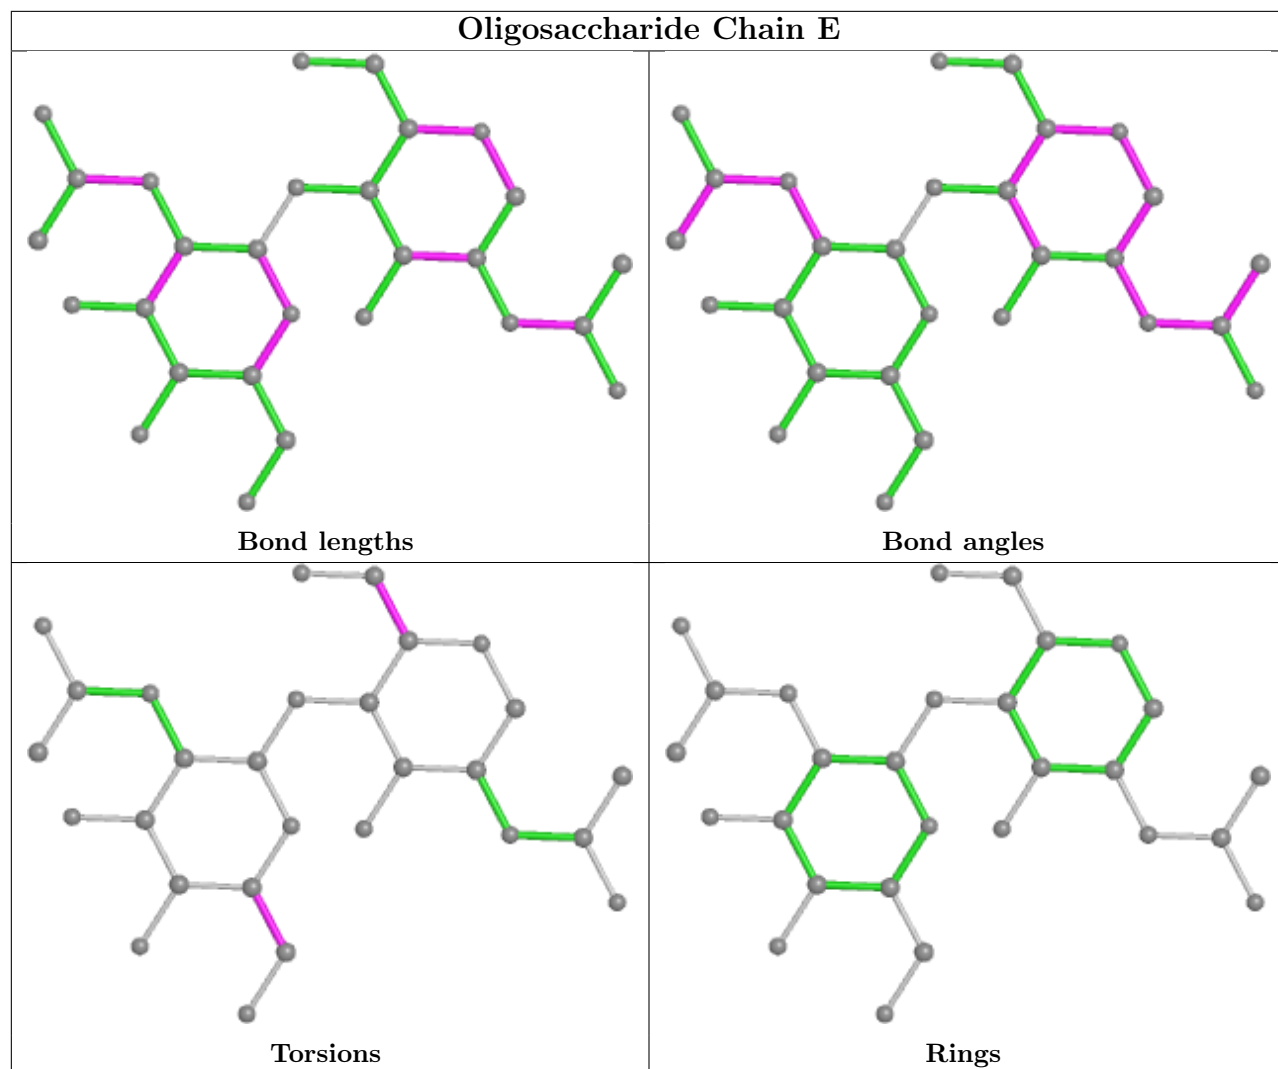 Oligosaccharide Chain E
Bond lengths
Bond angles
Torsions
Rings